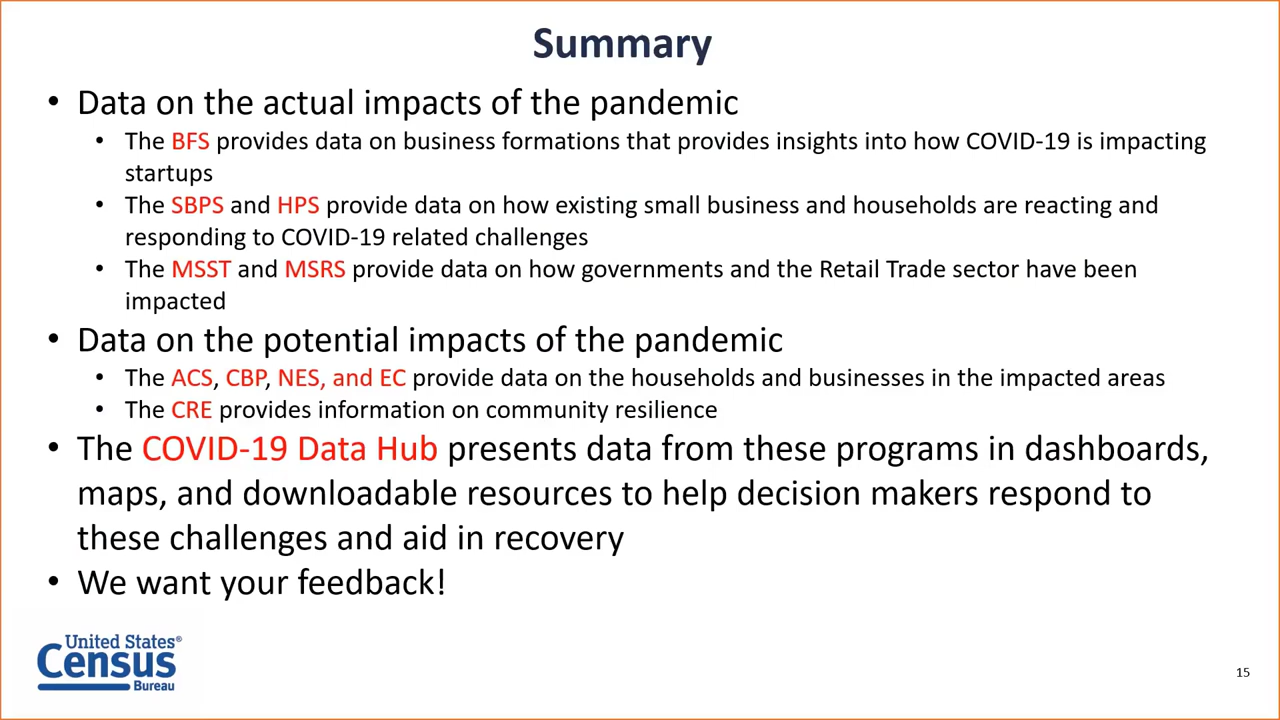 Summary
• Data on the actual impacts of the pandemic
• The BFS provides data on business formations that provides insights into how COVID-19 is impacting
startups
• The SBPS and HPS provide data on how existing small business and households are reacting and
responding to COVID-19 related challenges
• The MSST and MSRS provide data on how governments and the Retail Trade sector have been
impacted
• Data on the potential impacts of the pandemic
• The ACS, CBP, NES, and EC provide data on the households and businesses in the impacted areas
• The CRE provides information on community resilience
• The COVID-19 Data Hub presents data from these programs in dashboards,
maps, and downloadable resources to help decision makers respond to
these challenges and aid in recovery
• We want your feedback!
United States®
Census
Bureau
15